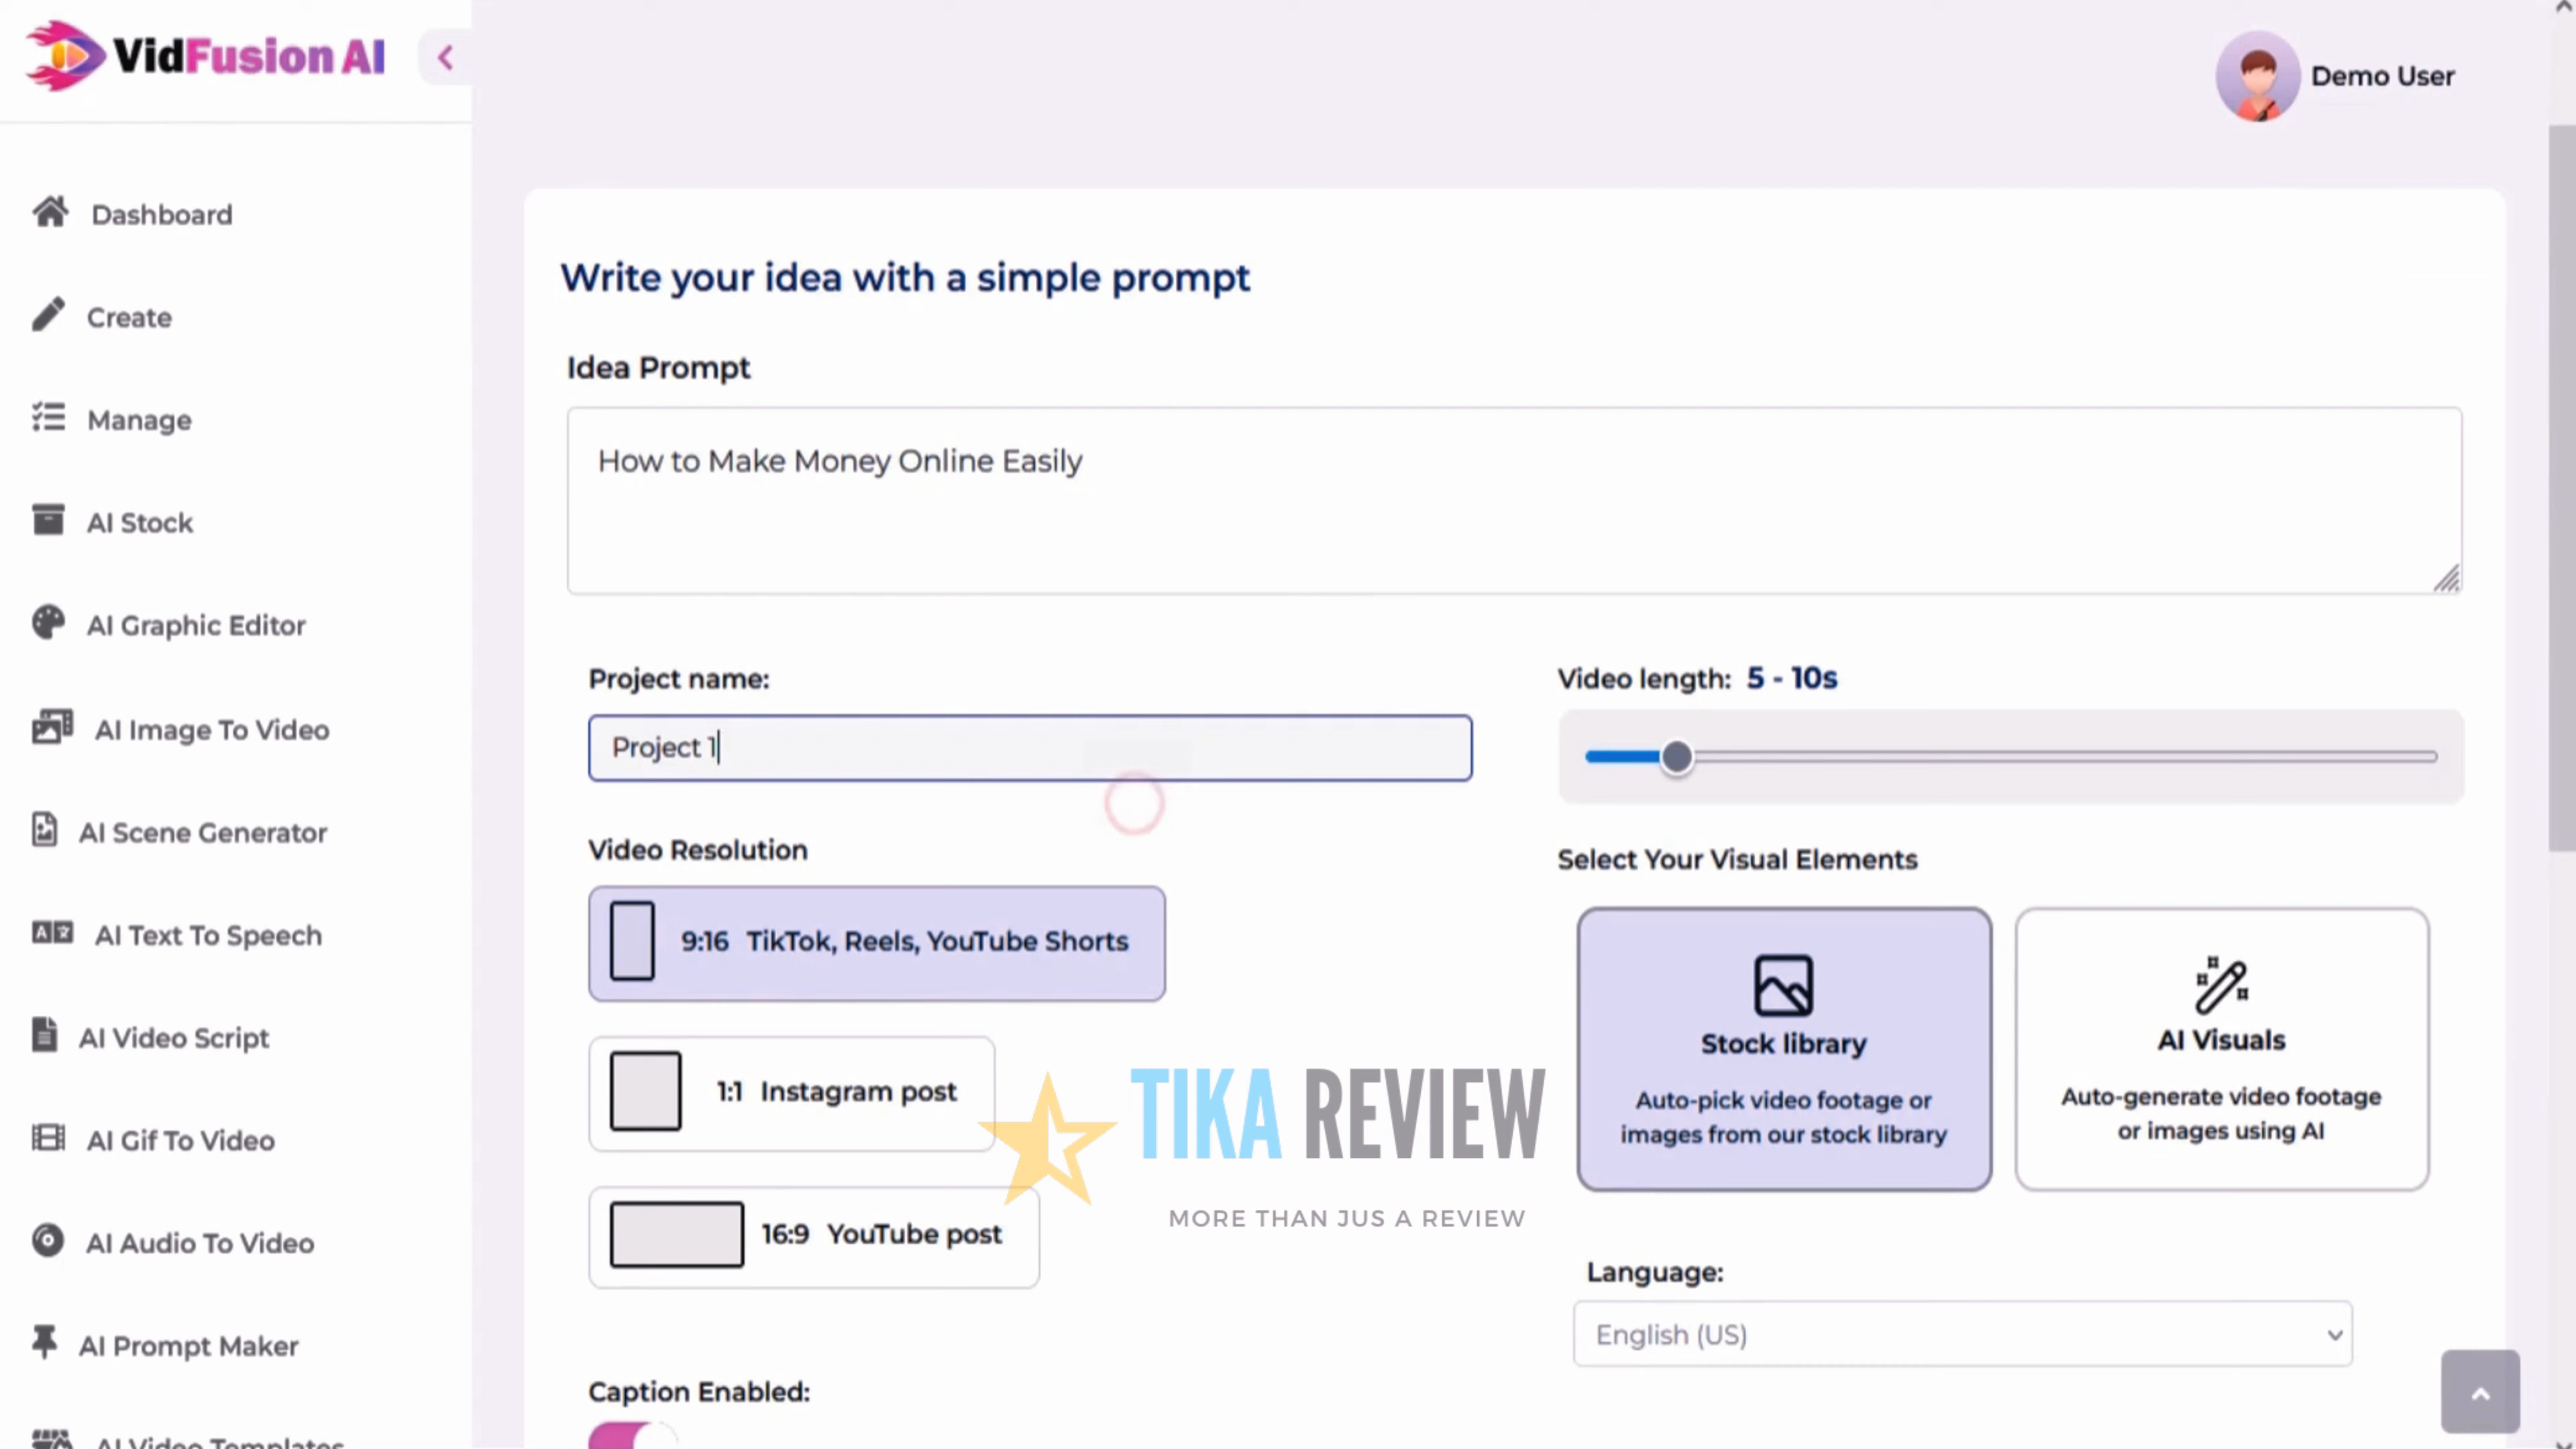 VidFusion AI
Demo User
Dashboard
Create
Manage
AI Stock
AI Graphic Editor
AI Image To Video
AI Scene Generator
AI Text To Speech
AI Video Script
AI Gif To Video
AI Audio To Video
AI Prompt Maker
AI Video Templates
Write your idea with a simple prompt
Idea Prompt
How to Make Money Online Easily
Project name:
Project 1
Video length: 5 - 10s
Video Resolution
9:16 TikTok, Reels, YouTube Shorts
1:1 Instagram post
16:9 YouTube post
Select Your Visual Elements
Stock library
Auto-pick video footage or
images from our stock library
AI Visuals
Auto-generate video footage
or images using AI
TIKA REVIEW
MORE THAN JUS A REVIEW
Language:
English (US)
Caption Enabled: